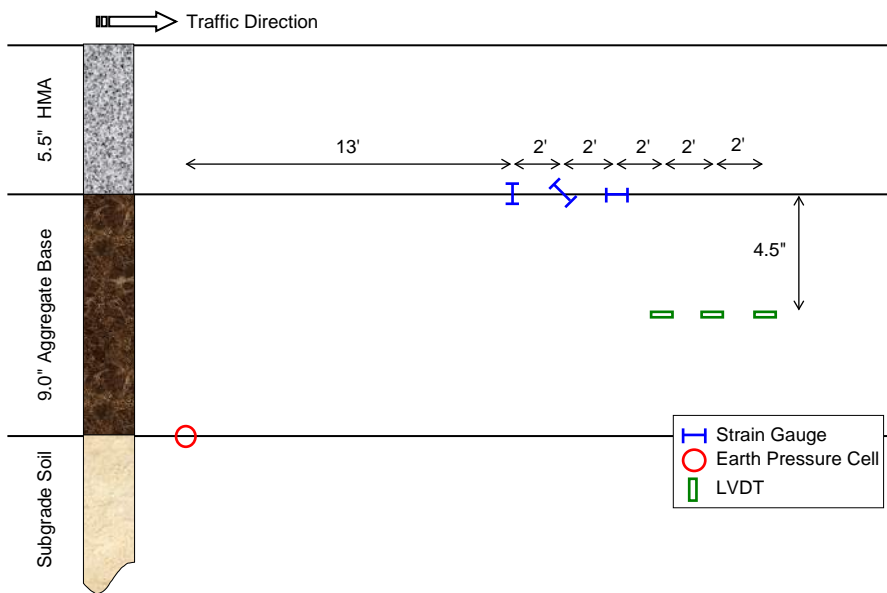 Traffic Direction
5.5" HMA
13'
2'
2'
2'
2'
2'
4.5"
9.0" Aggregate Base
Strain Gauge
Earth Pressure Cell
LVDT
Subgrade Soil